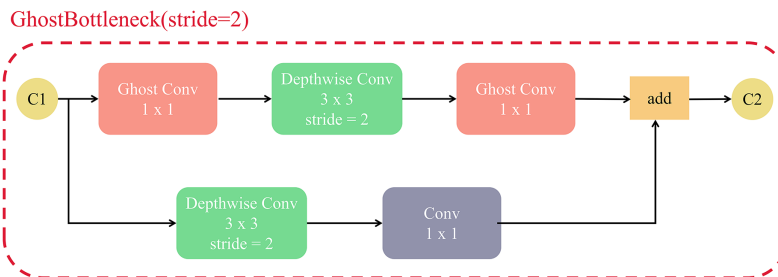 GhostBottleneck(stride=2)
C1
Ghost Conv
1 x 1
Depthwise Conv
3 x 3
stride = 2
Ghost Conv
1 x 1
add
C2
Depthwise Conv
3 x 3
stride = 2
Conv
1 x 1